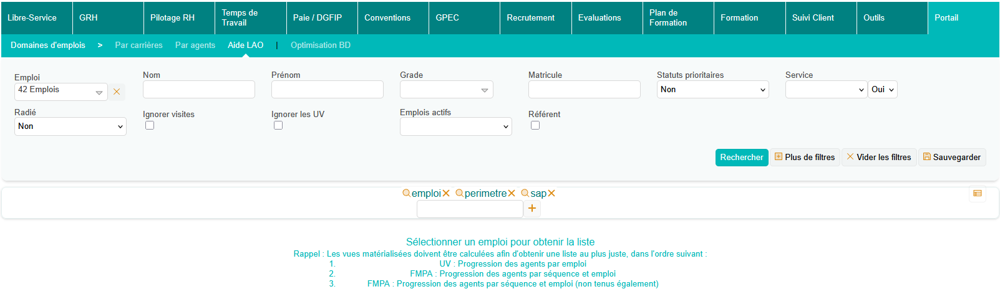 Libre-Service GRH Pilotage RH Temps de Travail Paie / DGFIP Conventions GPEC Recrutement Evaluations Plan de Formation Formation Suivi Client Outils Portail
Domaines d'emplois > Par carrières Par agents Aide LAO | Optimisation BD
Emploi Nom Prénom Grade Matricule Statuts prioritaires Service
42 Emplois Non Oui
Radié Ignorer visites Ignorer les UV Emplois actifs Référent
Non
Rechercher Plus de filtres Vider les filtres Sauvegarder
emploi perimetre sap
Sélectionner un emploi pour obtenir la liste
Rappel : Les vues matérialisées doivent être calculées afin d'obtenir une liste au plus juste, dans l'ordre suivant :
1. UV : Progression des agents par emploi
2. FMPA : Progression des agents par séquence et emploi
3. FMPA : Progression des agents par séquence et emploi (non tenus également)